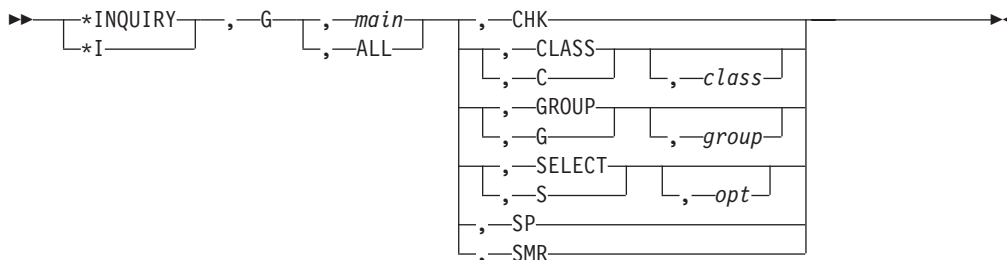 *INQUIRY , G , main , CHK
*I , ALL , CLASS
, C , class
, GROUP
, G , group
, SELECT
, S , opt
, SP
, SMR